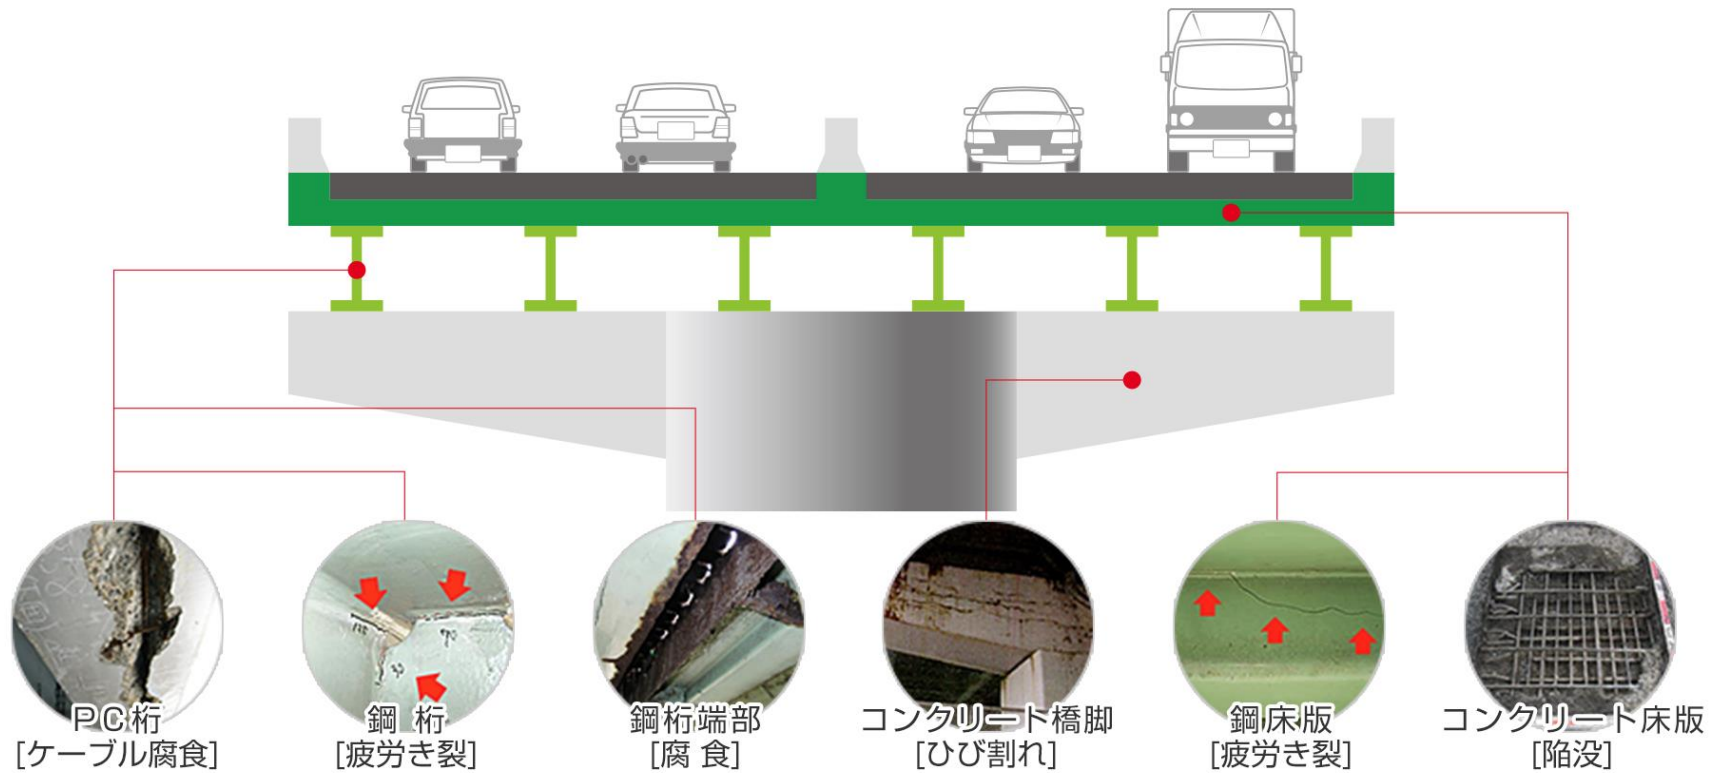 PC桁
[ケーブル腐食]
鋼 桁
[疲労き裂]
鋼桁端部
[腐 食]
コンクリート橋脚
[ひび割れ]
鋼床版
[疲労き裂]
コンクリート床版
[陥没]